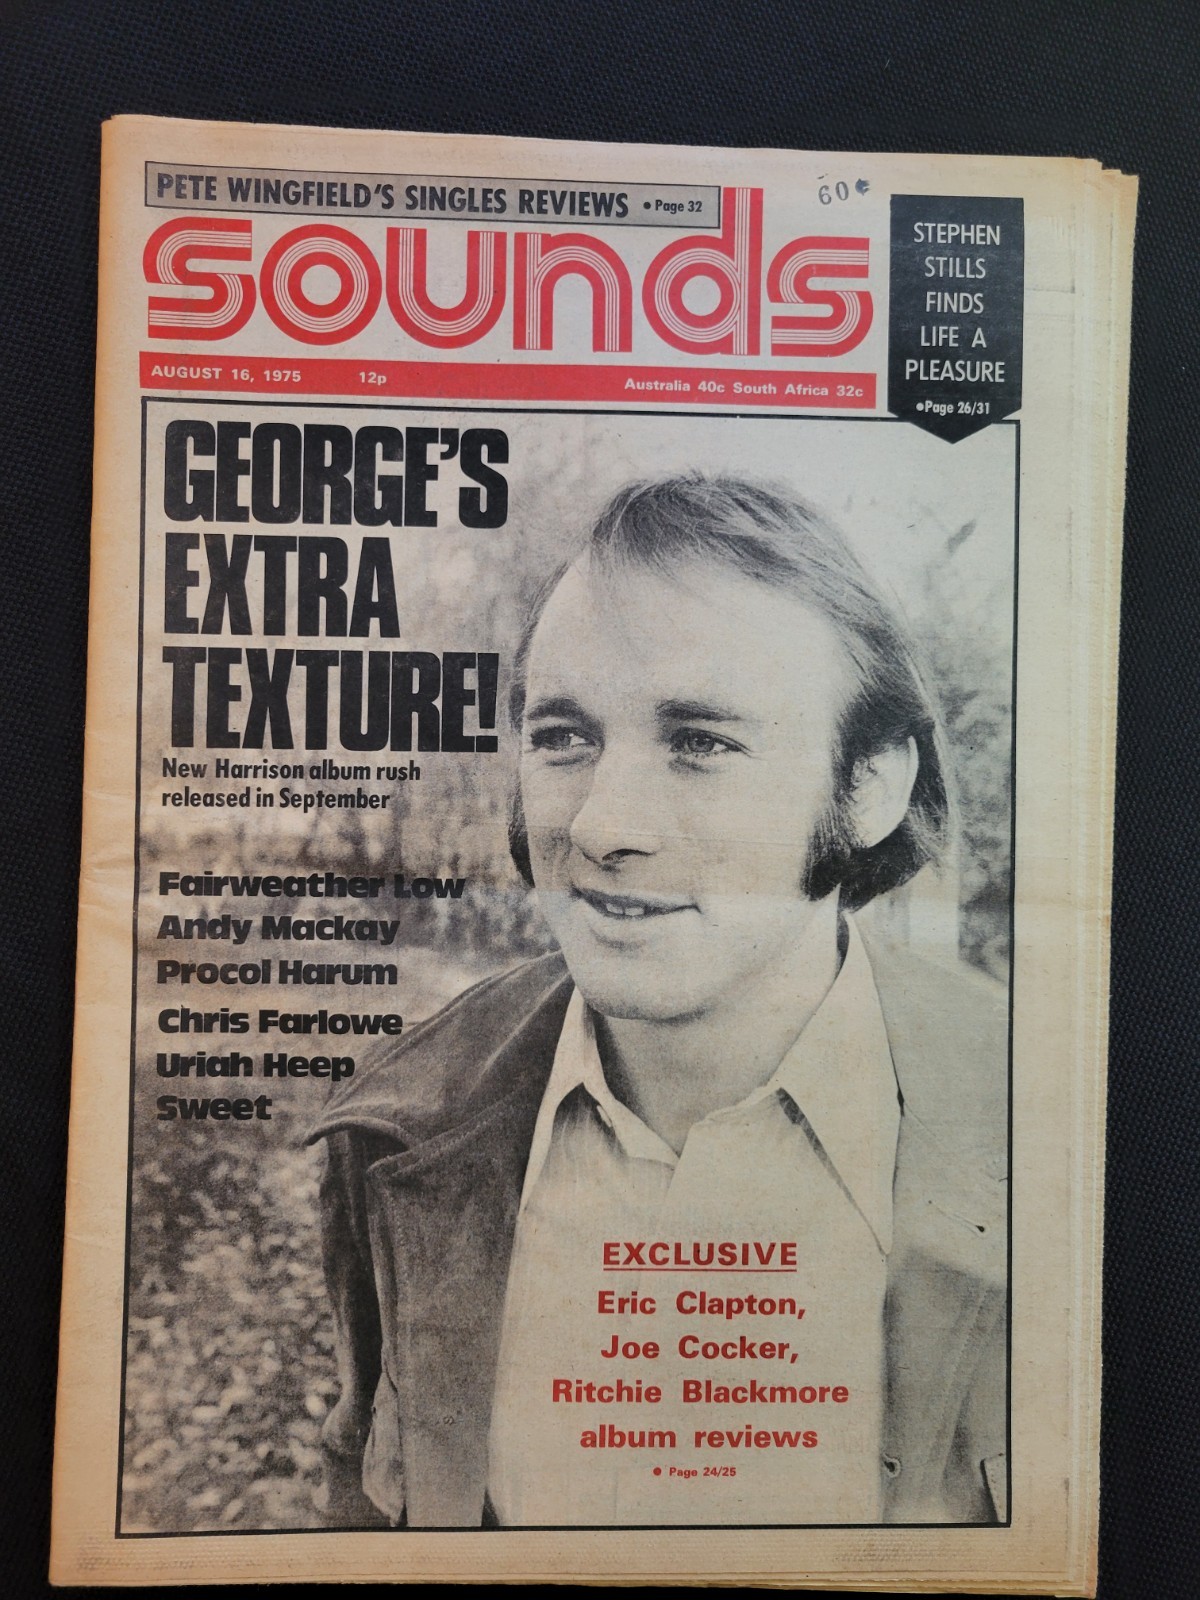 PETE WINGFIELD'S SINGLES REVIEWS • Page 32
60¢
sounds
AUGUST 16, 1975 12p Australia 40c South Africa 32c
STEPHEN
STILLS
FINDS
LIFE A
PLEASURE
•Page 26/31
GEORGE'S
EXTRA
TEXTURE!
New Harrison album rush
released in September
Fairweather Low
Andy Mackay
Procol Harum
Chris Farlowe
Uriah Heep
Sweet
EXCLUSIVE
Eric Clapton,
Joe Cocker,
Ritchie Blackmore
album reviews
• Page 24/25